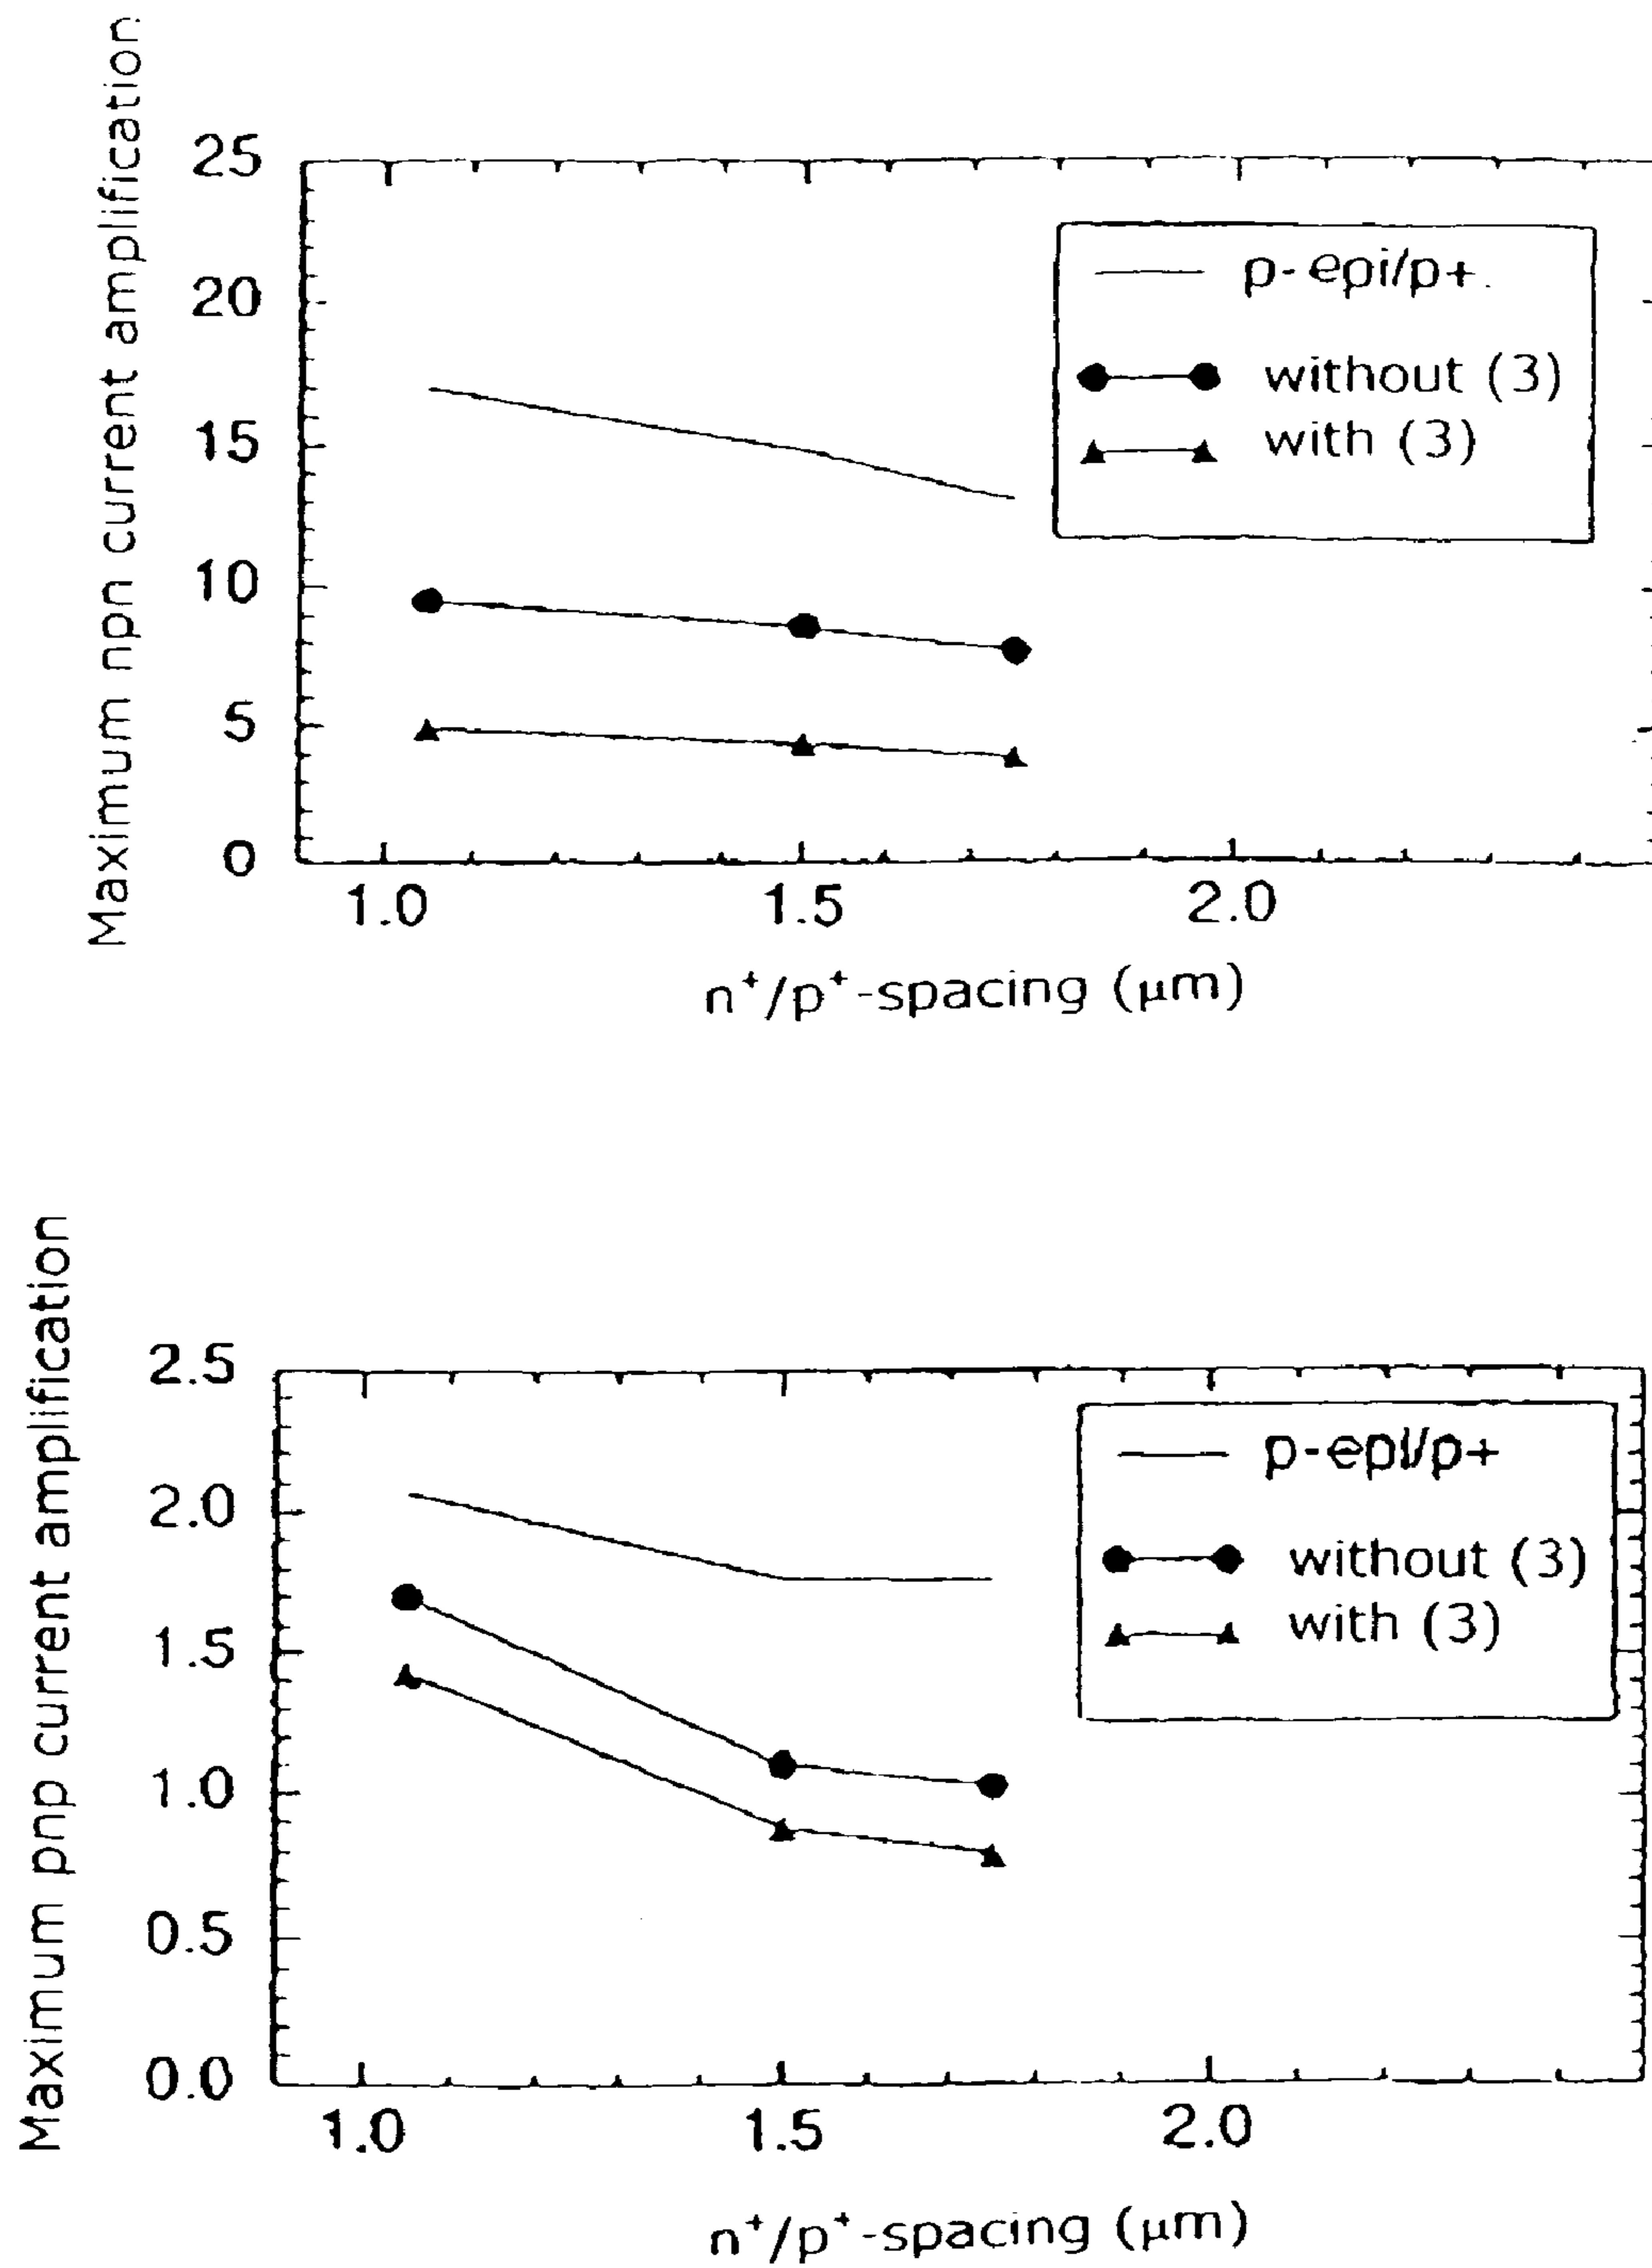 Maximum npn current amplification
25
20
15
10
5
0
p-epi/p+
without (3)
with (3)
1.0 1.5 2.0
n⁺/p⁺-spacing (μm)
Maximum pnp current amplification
2.5
2.0
1.5
1.0
0.5
0.0
p-epi/p+
without (3)
with (3)
1.0 1.5 2.0
n⁺/p⁺-spacing (μm)